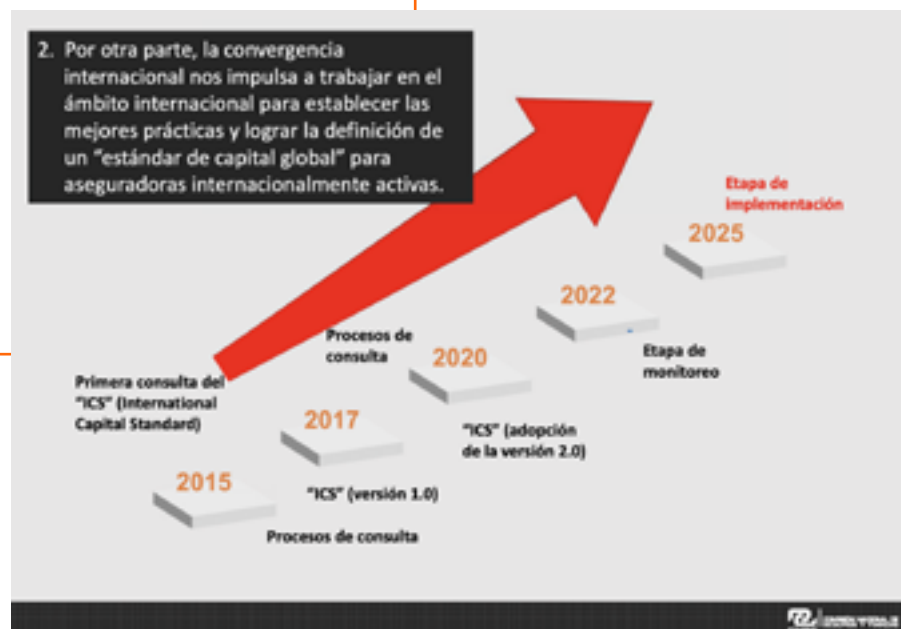 2. Por otra parte, la convergencia
internacional nos impulsa a trabajar en el
ámbito internacional para establecer las
mejores prácticas y lograr la definición de
un “estándar de capital global” para
aseguradoras internacionalmente activas.
Etapa de
implementación
2025
2022
Etapa de
monitoreo
Procesos de
consulta
2020
“ICS” (adopción
de la versión 2.0)
Primera consulta del
“ICS” (International
Capital Standard)
2017
“ICS” (versión 1.0)
2015
Procesos de consulta